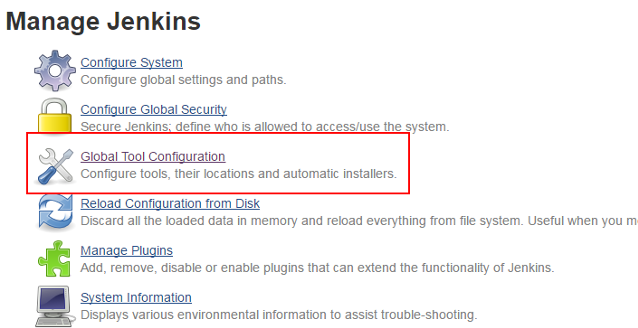 Manage Jenkins
Configure System
Configure global settings and paths.
Configure Global Security
Secure Jenkins; define who is allowed to access/use the system.
Global Tool Configuration
Configure tools, their locations and automatic installers.
Reload Configuration from Disk
Discard all the loaded data in memory and reload everything from file system. Useful when you m
Manage Plugins
Add, remove, disable or enable plugins that can extend the functionality of Jenkins.
System Information
Displays various environmental information to assist trouble-shooting.